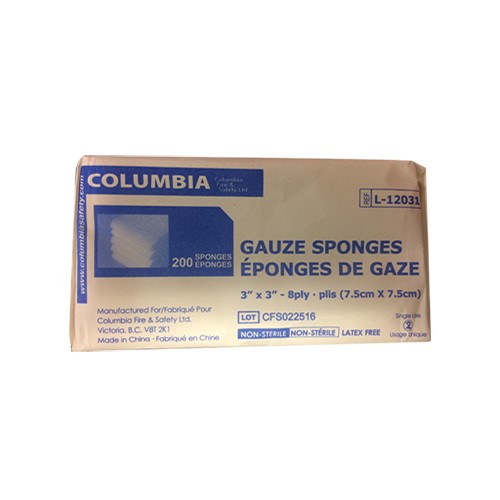 www.columbiasafety.com
COLUMBIA
Columbia
Fire &
Safety Ltd.
REF L-12031
200 SPONGES
ÉPONGES
GAUZE SPONGES
ÉPONGES DE GAZE
3" x 3" - 8ply - plis (7.5cm X 7.5cm)
LOT CFS022516
NON-STERILE NON-STÉRILE LATEX FREE
Single Use
2
Usage unique
Manufactured For/Fabriqué Pour
Columbia Fire & Safety Ltd.
Victoria, B.C. V8T 2K1
Made in China - Fabriqué en Chine